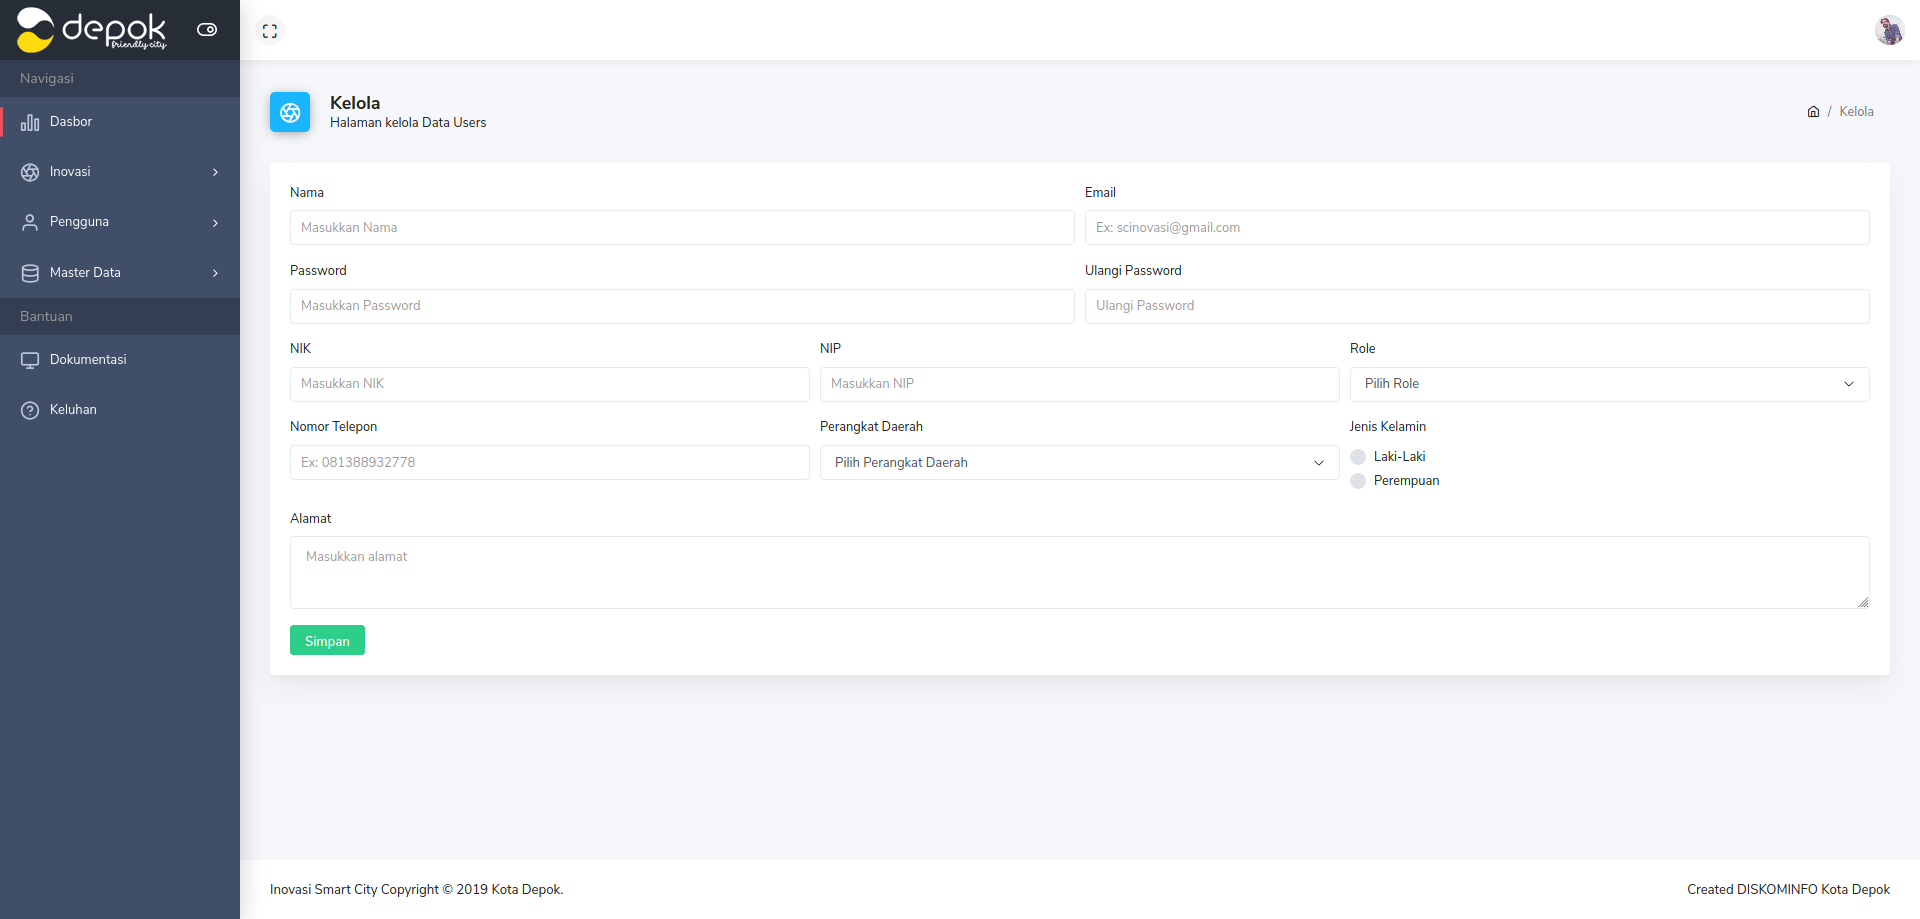 depok
friendly city
Navigasi
Dasbor
Inovasi
Pengguna
Master Data
Bantuan
Dokumentasi
Keluhan
Kelola
Halaman kelola Data Users
/ Kelola
Nama
Email
Masukkan Nama
Ex: scinovasi@gmail.com
Password
Ulangi Password
Masukkan Password
Ulangi Password
NIK
NIP
Role
Masukkan NIK
Masukkan NIP
Pilih Role
Nomor Telepon
Perangkat Daerah
Jenis Kelamin
Ex: 081388932778
Pilih Perangkat Daerah
Laki-Laki
Perempuan
Alamat
Masukkan alamat
Simpan
Inovasi Smart City Copyright © 2019 Kota Depok.
Created DISKOMINFO Kota Depok